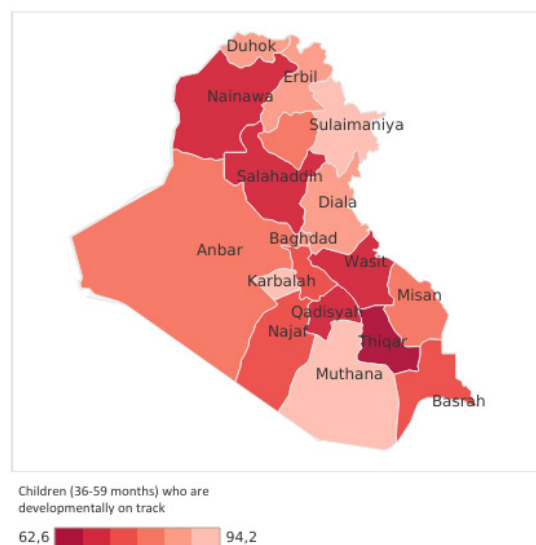 Duhok
Erbil
Nainawa
Sulaimaniya
Salahaddin
Diala
Baghdad
Anbar
Wasit
Karbalah
Misan
Qadisyah
Najaf
Thiqar
Muthana
Basrah
Children (36-59 months) who are
developmentally on track
62,6 94,2